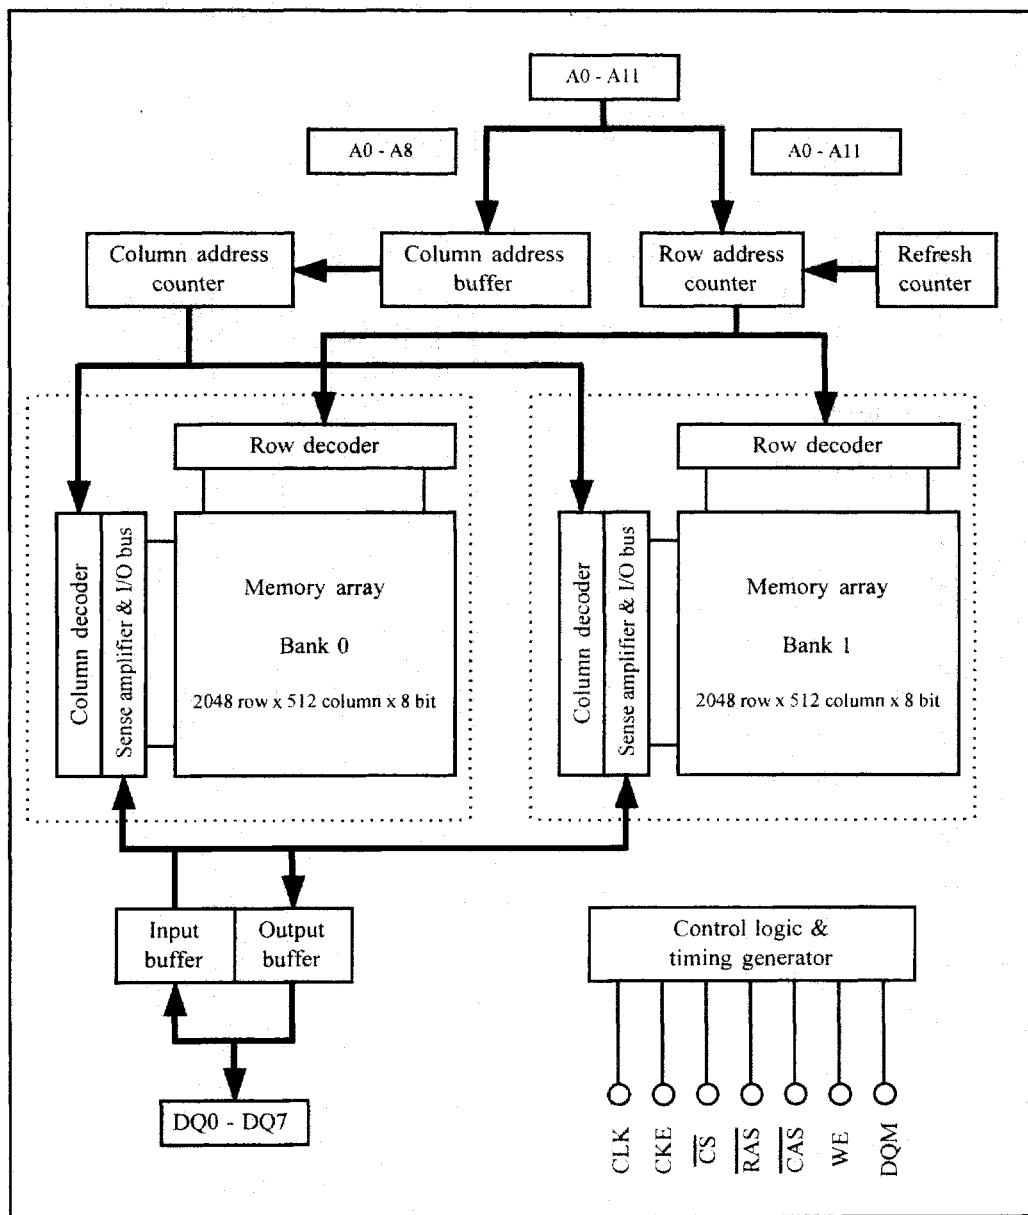 A0 - A11
A0 - A8
A0 - A11
Column address
counter
Column address
buffer
Row address
counter
Refresh
counter
Row decoder
Row decoder
Column decoder
Sense amplifier & I/O bus
Memory array
Bank 0
2048 row x 512 column x 8 bit
Column decoder
Sense amplifier & I/O bus
Memory array
Bank 1
2048 row x 512 column x 8 bit
Input
buffer
Output
buffer
Control logic &
timing generator
DQ0 - DQ7
CLK
CKE
C̅S̅
R̅A̅S̅
C̅A̅S̅
WE
DQM